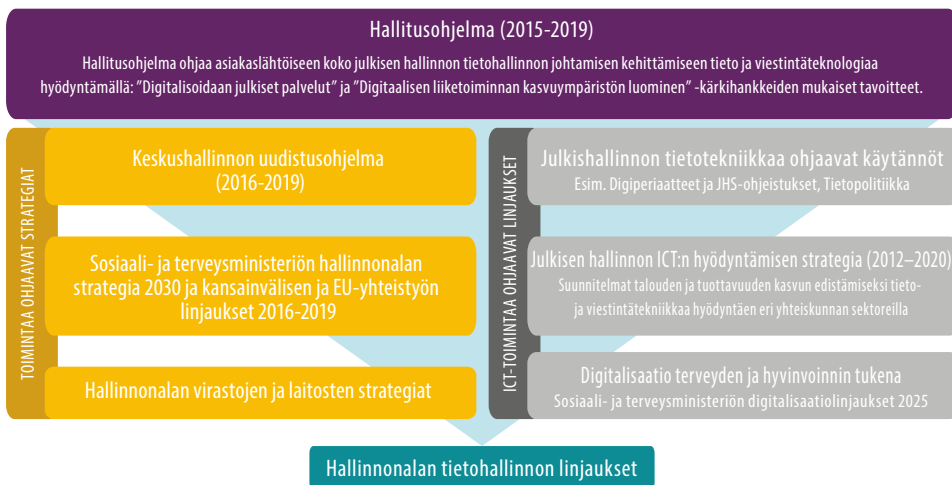 Hallitusohjelma (2015-2019)
Hallitusohjelma ohjaa asiakaslähtöiseen koko julkisen hallinnon tietohallinnon johtamisen kehittämiseen tieto ja viestintäteknologiaa
hyödyntämällä: ”Digitalisoidaan julkiset palvelut” ja ”Digitaalisen liiketoiminnan kasvuympäristön luominen” -kärkihankkeiden mukaiset tavoitteet.
TOIMINTAA OHJAAVAT STRATEGIAT
Keskushallinnon uudistusohjelma
(2016-2019)
Sosiaali- ja terveysministeriön hallinnonalan
strategia 2030 ja kansainvälisen ja EU-yhteistyön
linjaukset 2016-2019
Hallinnonalan virastojen ja laitosten strategiat
ICT-TOIMINTAA OHJAAVAT LINJAUKSET
Julkishallinnon tietotekniikkaa ohjaavat käytännöt
Esim. Digiperiaatteet ja JHS-ohjeistukset, Tietopolitiikka
Julkisen hallinnon ICT:n hyödyntämisen strategia (2012–2020)
Suunnitelmat talouden ja tuottavuuden kasvun edistämiseksi tieto-
ja viestintätekniikkaa hyödyntäen eri yhteiskunnan sektoreilla
Digitalisaatio terveyden ja hyvinvoinnin tukena
Sosiaali- ja terveysministeriön digitalisaatiolinjaukset 2025
Hallinnonalan tietohallinnon linjaukset